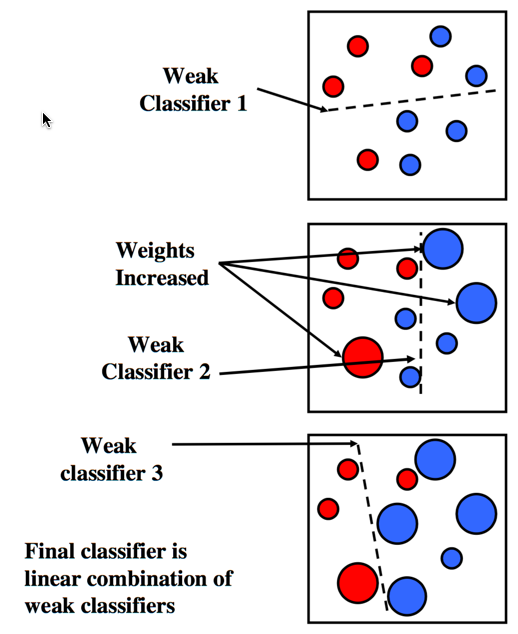 Weak
Classifier 1
Weights
Increased
Weak
Classifier 2
Weak
classifier 3
Final classifier is
linear combination of
weak classifiers